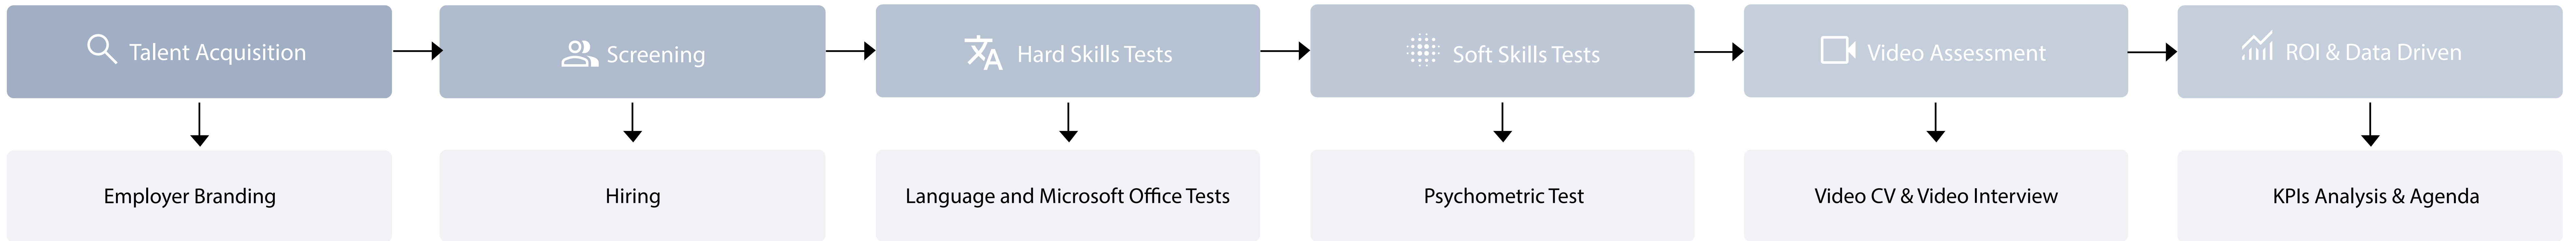 Talent Acquisition
Screening
Hard Skills Tests
Soft Skills Tests
Video Assessment
ROI & Data Driven
Employer Branding
Hiring
Language and Microsoft Office Tests
Psychometric Test
Video CV & Video Interview
KPIs Analysis & Agenda